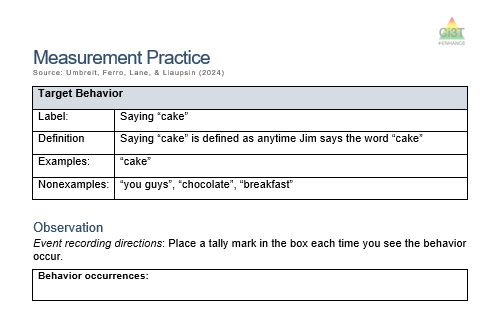 CI3T
Measurement Practice
Source: Umbreit, Ferro, Lane, & Liaupsin (2024)
Target Behavior
Label: Saying “cake”
Definition Saying “cake” is defined as anytime Jim says the word “cake”
Examples: “cake”
Nonexamples: “you guys”, “chocolate”, “breakfast”
Observation
Event recording directions: Place a tally mark in the box each time you see the behavior
occur.
Behavior occurrences: